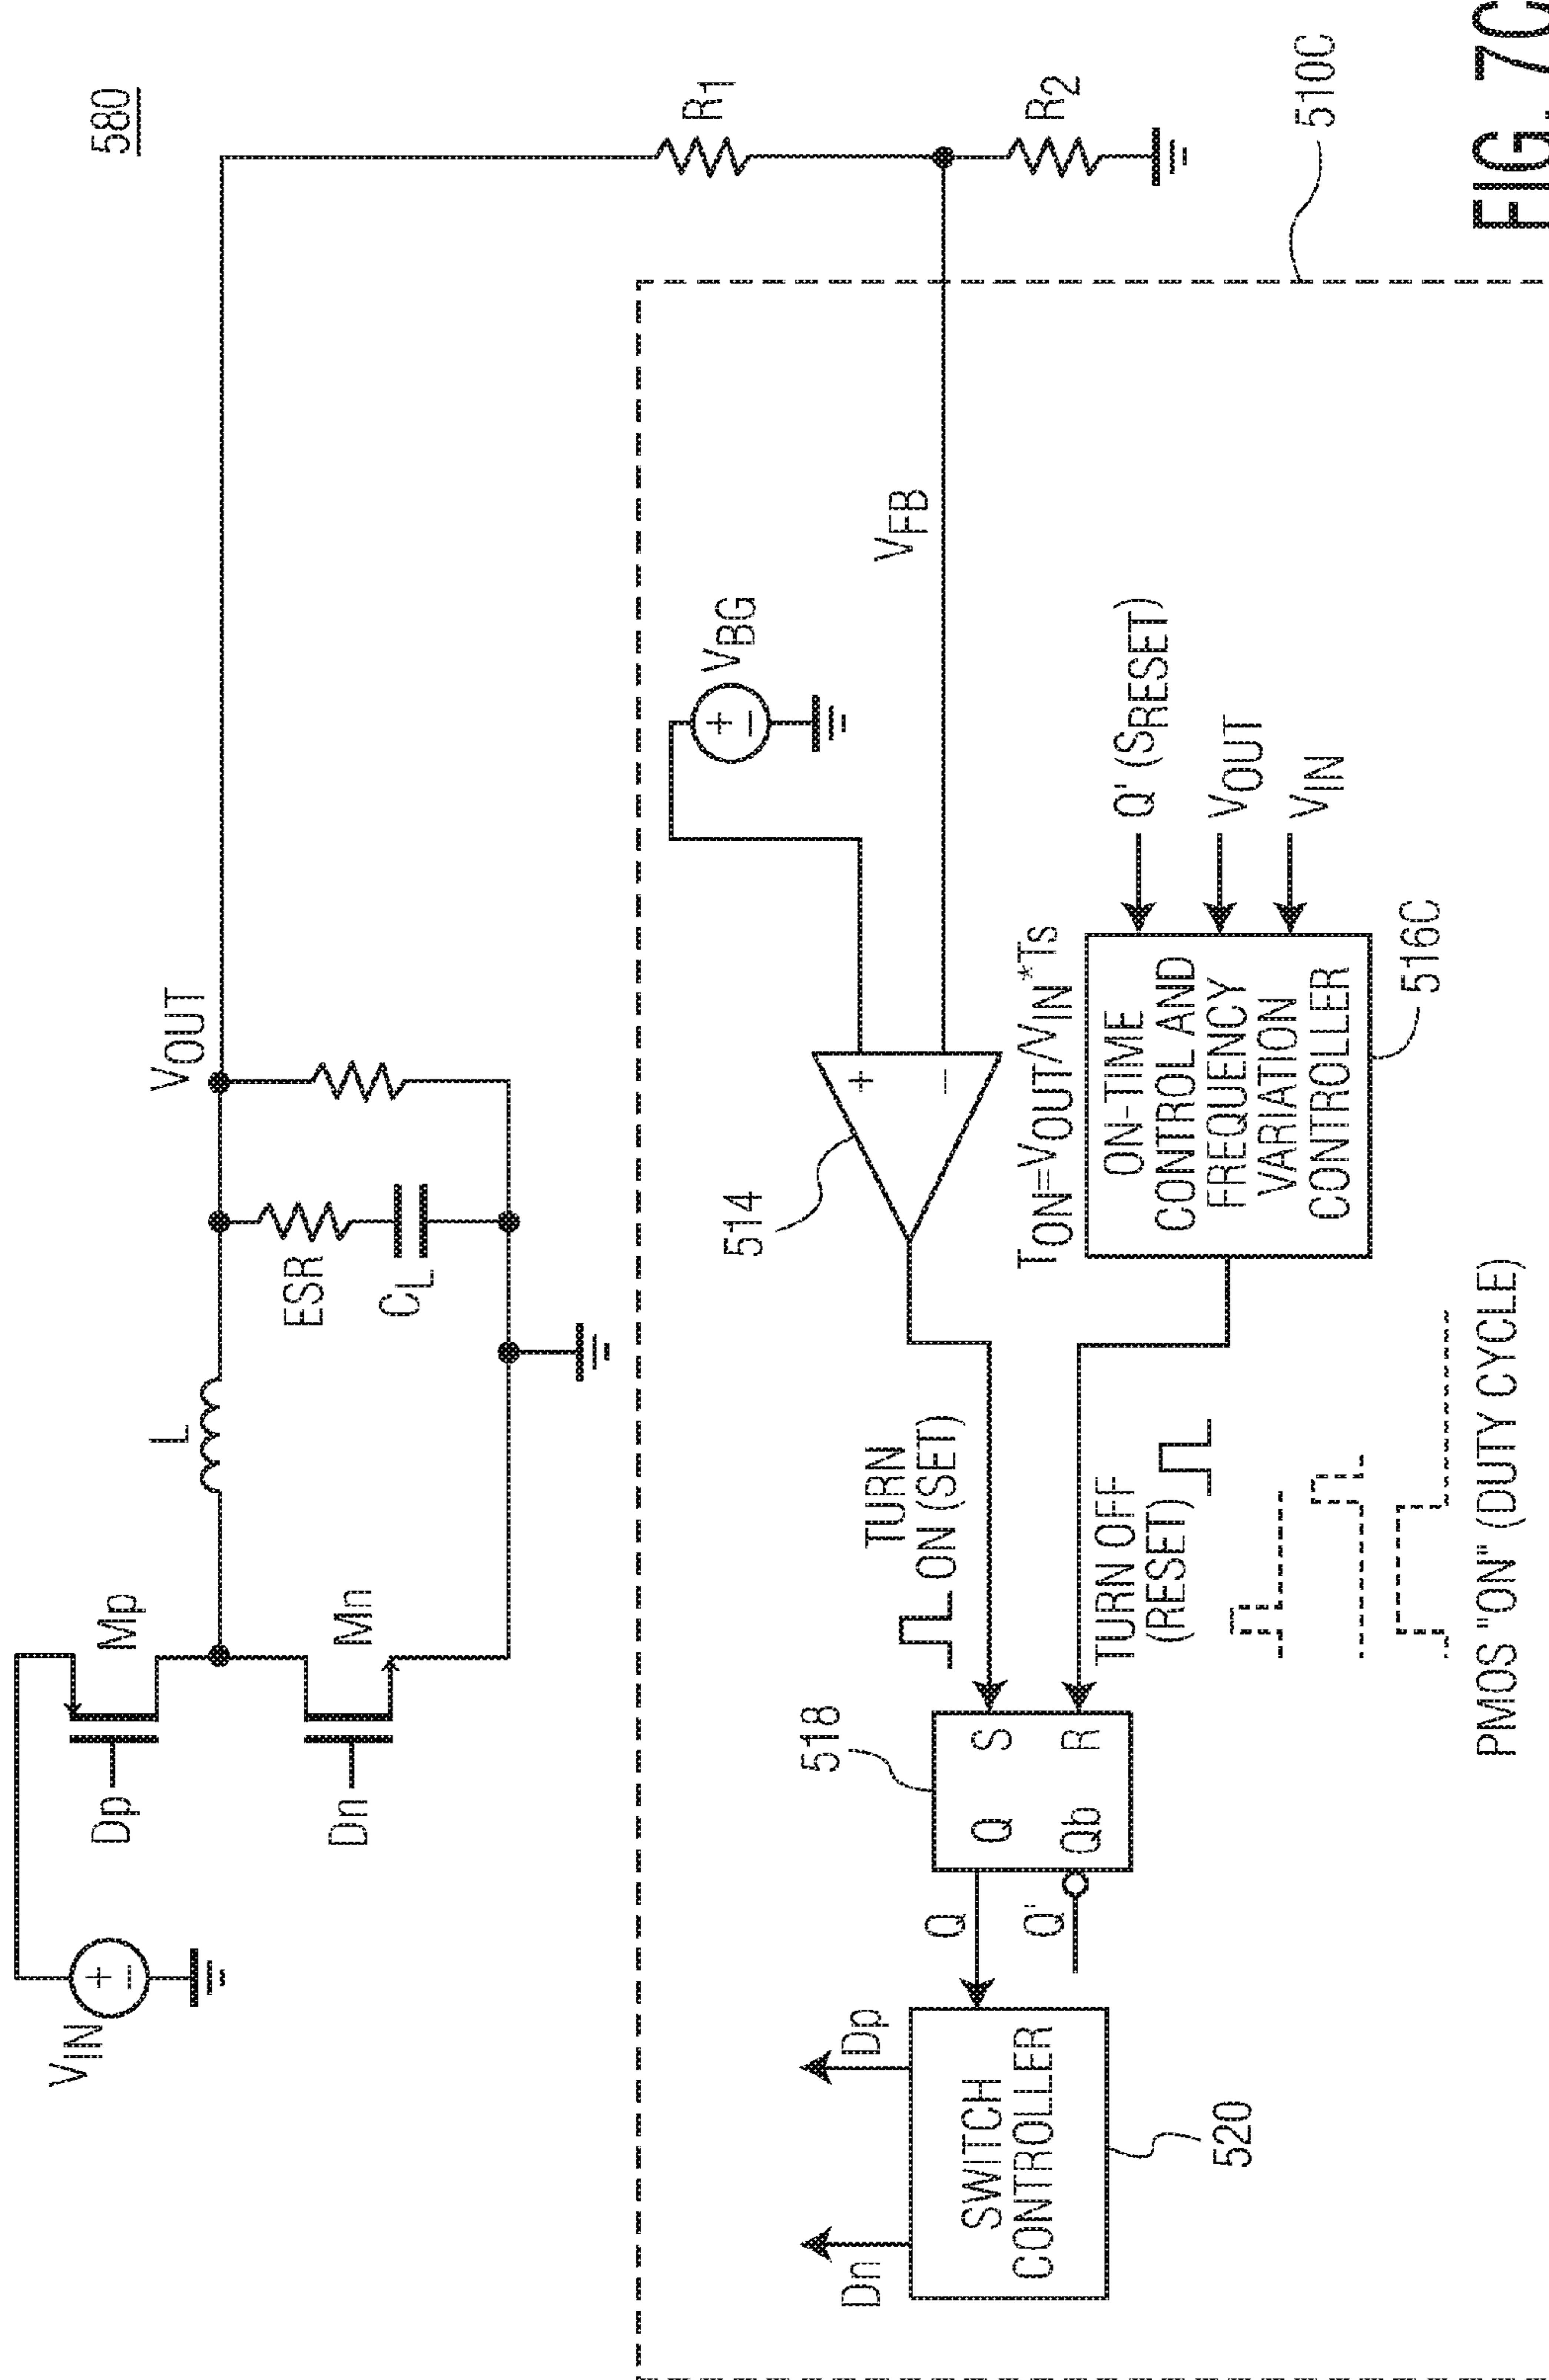 580
VIN
Dp
Mp
Dn
Mn
L
ESR
CL
VOUT
R1
R2
510C
VBG
VFB
514
TURN
ON (SET)
518
Q S
Qb R
Q
Q'
Dn
Dp
SWITCH
CONTROLLER
520
TURN OFF
(RESET)
TON=VOUT/VIN*Ts
ON-TIME
CONTROL AND
FREQUENCY
VARIATION
CONTROLLER
516C
Q' (SRESET)
VOUT
VIN
PMOS "ON" (DUTY CYCLE)
FIG. 7C